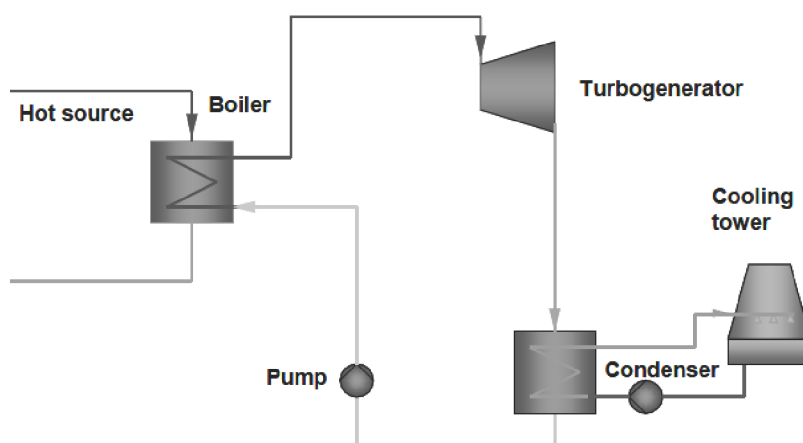 Hot source
Boiler
Turbogenerator
Cooling
tower
Pump
Condenser